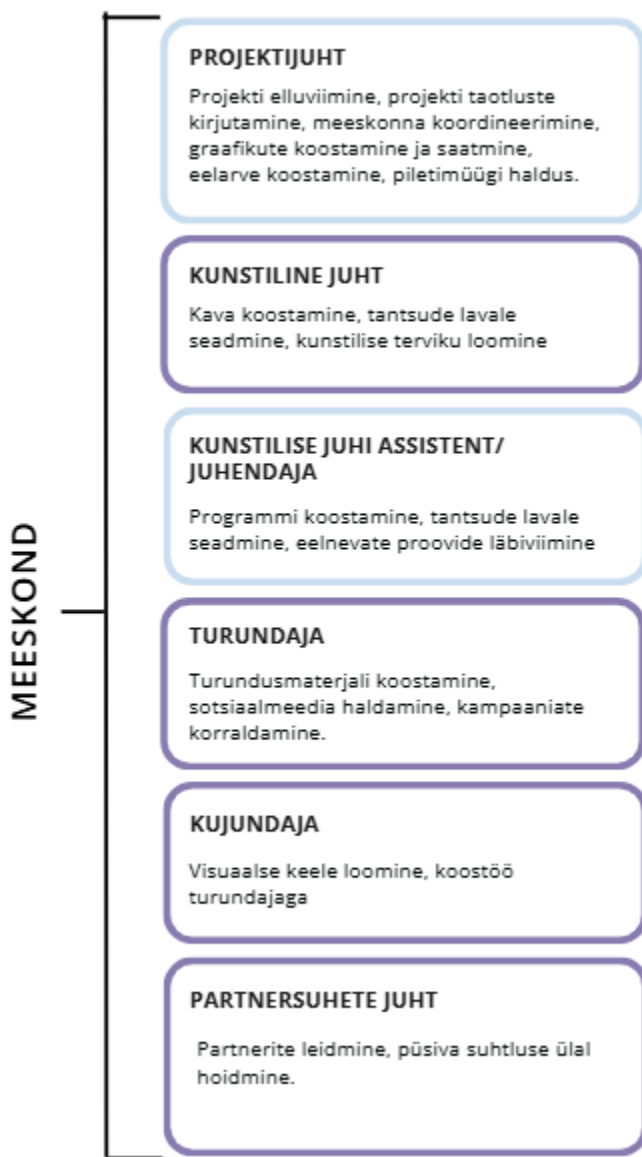 MEESKOND
PROJEKTIJUHT
Projekti elluviimine, projekti taotluste
kirjutamine, meeskonna koordineerimine,
graafikute koostamine ja saatmine,
eelarve koostamine, piletimüügi haldus.
KUNSTILINE JUHT
Kava koostamine, tantsude lavale
seadmine, kunstilise terviku loomine
KUNSTILISE JUHI ASSISTENT/
JUHENDAJA
Programmi koostamine, tantsude lavale
seadmine, eelnevate proovide läbiviimine
TURUNDAJA
Turundusmaterjali koostamine,
sotsiaalmeedia haldamine, kampaaniate
korraldamine.
KUJUNDAJA
Visuaalse keele loomine, koostöö
turundajaga
PARTNERSUHETE JUHT
Partnerite leidmine, püsiva suhtluse ülal
hoidmine.